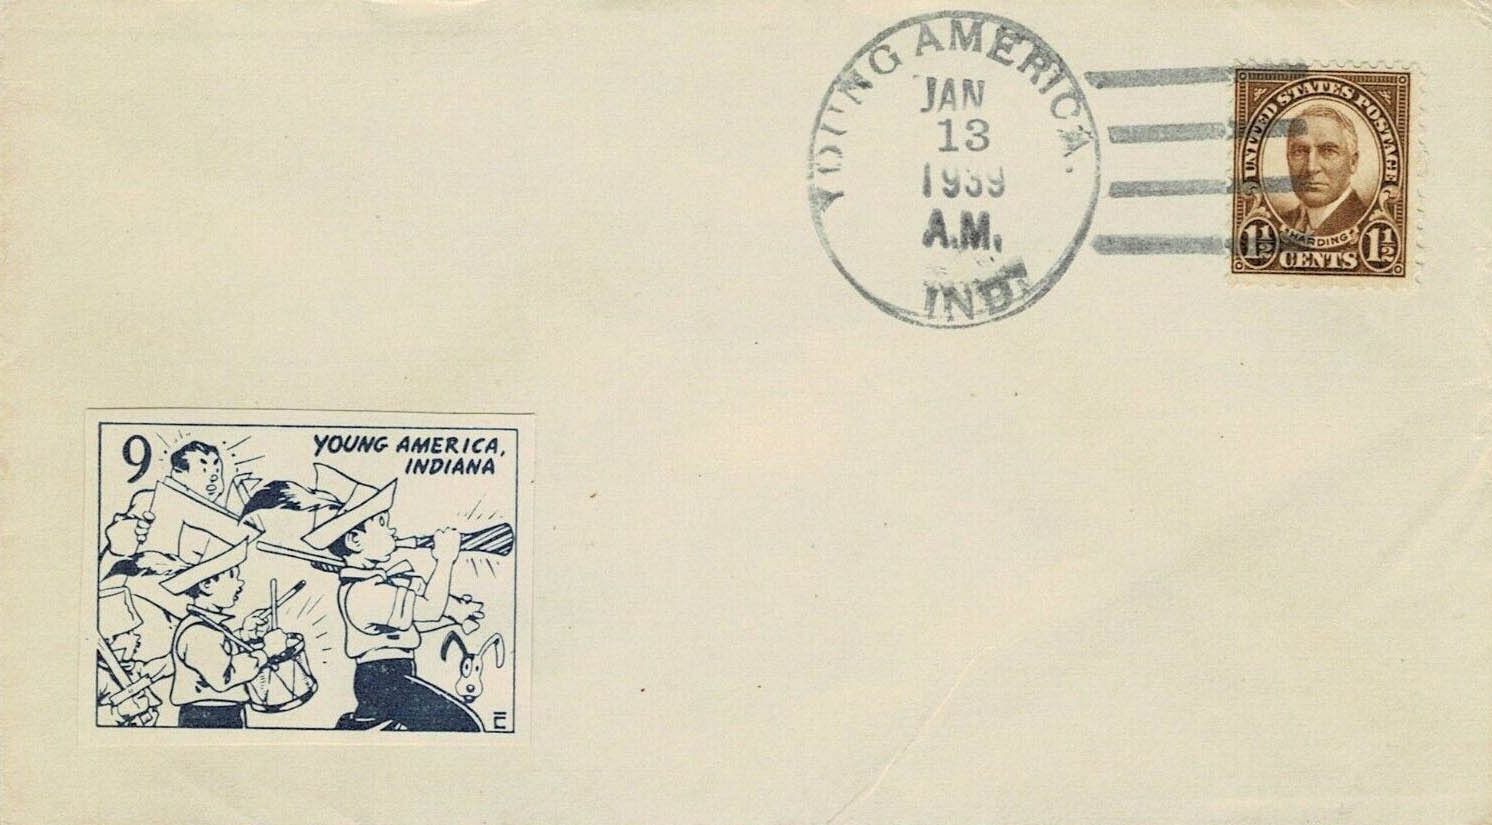 YOUNG AMERICA.
JAN
13
1939
A.M.
IND.
UNITED STATES POSTAGE
HARDING
1½ CENTS 1½
9
YOUNG AMERICA,
INDIANA
E